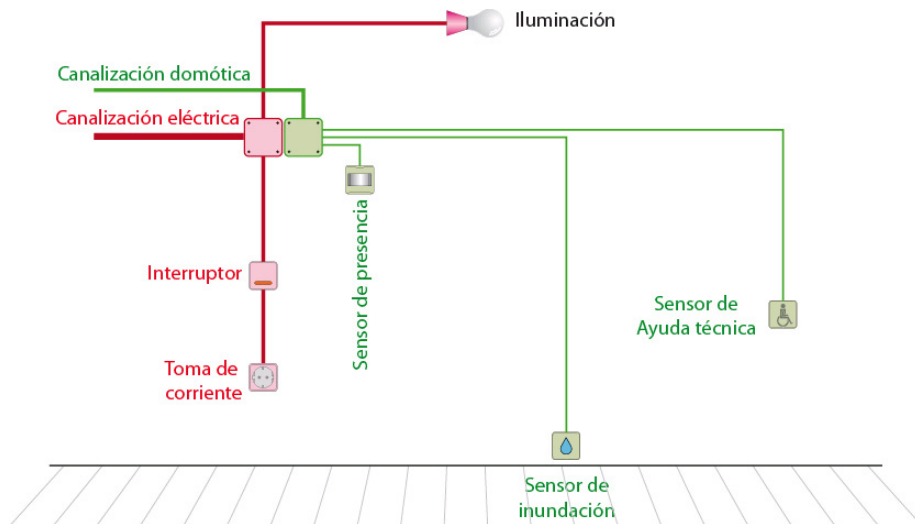 Iluminación
Canalización domótica
Canalización eléctrica
Sensor de presencia
Interruptor
Sensor de
Ayuda técnica
Toma de
corriente
Sensor de
inundación